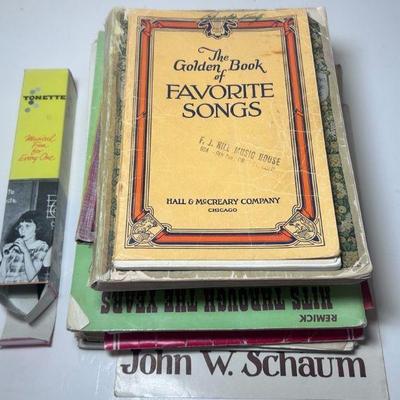 TONETTE
Musical
Fun
for
Every One
The
Golden Book
of
FAVORITE
SONGS
F. J. HILL MUSIC HOUSE
HALL & McCREARY COMPANY
CHICAGO
HITS THROUGH THE YEARS
REMICK
John W. Schaum